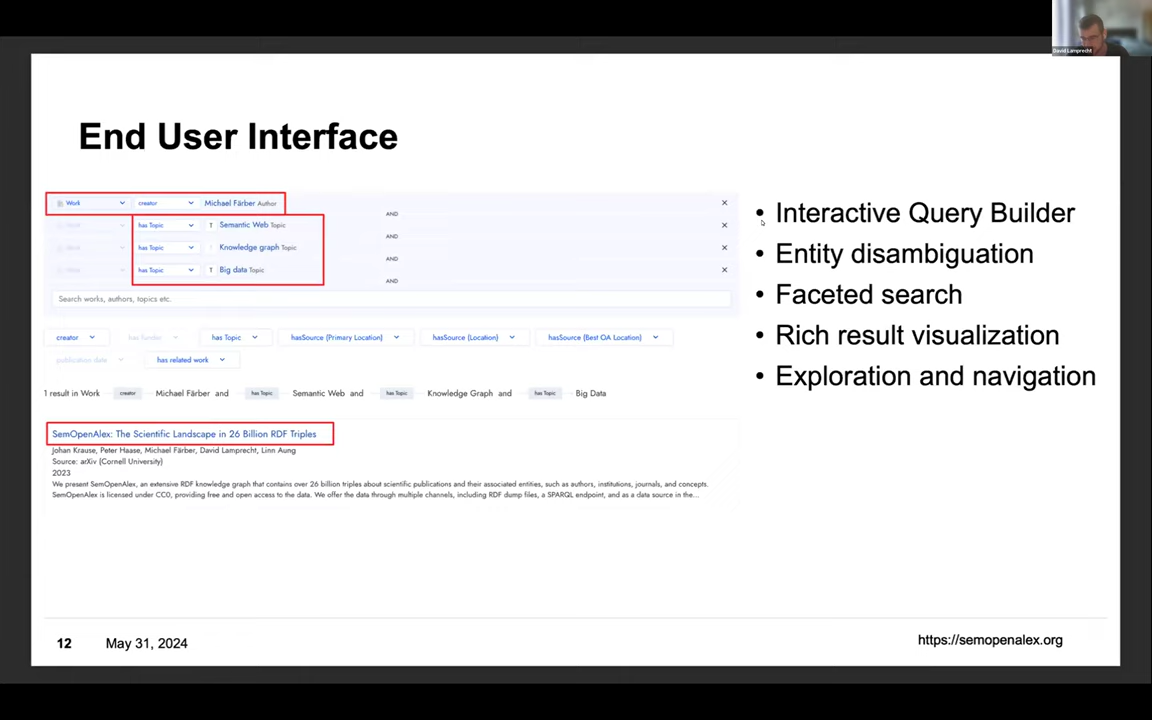 David Lamprecht
End User Interface
Work creator Michael Färber Author
AND
has Topic T Semantic Web Topic
AND
has Topic Knowledge graph Topic
AND
has Topic T Big data Topic
AND
Search works, authors, topics etc.
creator has funder has Topic hasSource (Primary Location) hasSource (Location) hasSource (Best OA Location)
publication date has related work
1 result in Work creator Michael Färber and has Topic Semantic Web and has Topic Knowledge Graph and has Topic Big Data
SemOpenAlex: The Scientific Landscape in 26 Billion RDF Triples
Johan Krause, Peter Haase, Michael Färber, David Lamprecht, Linn Aung
Source: arXiv (Cornell University)
2023
We present SemOpenAlex, an extensive RDF knowledge graph that contains over 26 billion triples about scientific publications and their associated entities, such as authors, institutions, journals, and concepts.
SemOpenAlex is licensed under CC0, providing free and open access to the data. We offer the data through multiple channels, including RDF dump files, a SPARQL endpoint, and as a data source in the...
• Interactive Query Builder
• Entity disambiguation
• Faceted search
• Rich result visualization
• Exploration and navigation
12 May 31, 2024
https://semopenalex.org